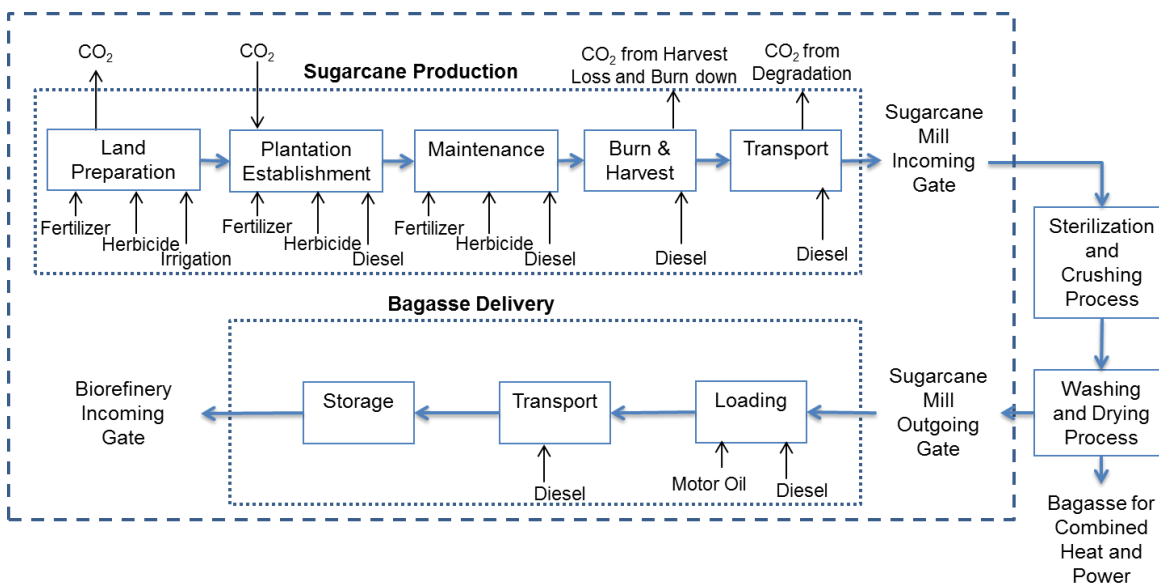 CO2
CO2
CO2 from Harvest
Loss and Burn down
CO2 from
Degradation
Sugarcane Production
Land
Preparation
Plantation
Establishment
Maintenance
Burn &
Harvest
Transport
Sugarcane
Mill
Incoming
Gate
Fertilizer
Herbicide
Irrigation
Fertilizer
Herbicide
Diesel
Fertilizer
Herbicide
Diesel
Diesel
Diesel
Sterilization
and
Crushing
Process
Bagasse Delivery
Biorefinery
Incoming
Gate
Storage
Transport
Loading
Sugarcane
Mill
Outgoing
Gate
Washing
and Drying
Process
Diesel
Motor Oil
Diesel
Bagasse for
Combined
Heat and
Power